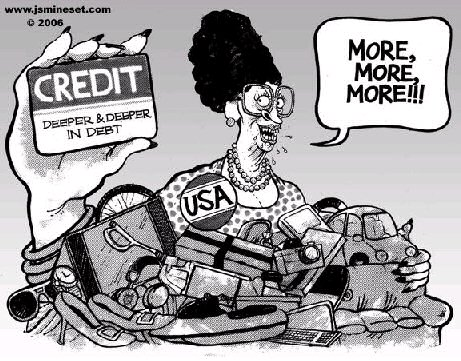 www.jsmineset.com
© 2006
CREDIT
DEEPER & DEEPER
IN DEBT
MORE,
MORE,
MORE!!!
USA